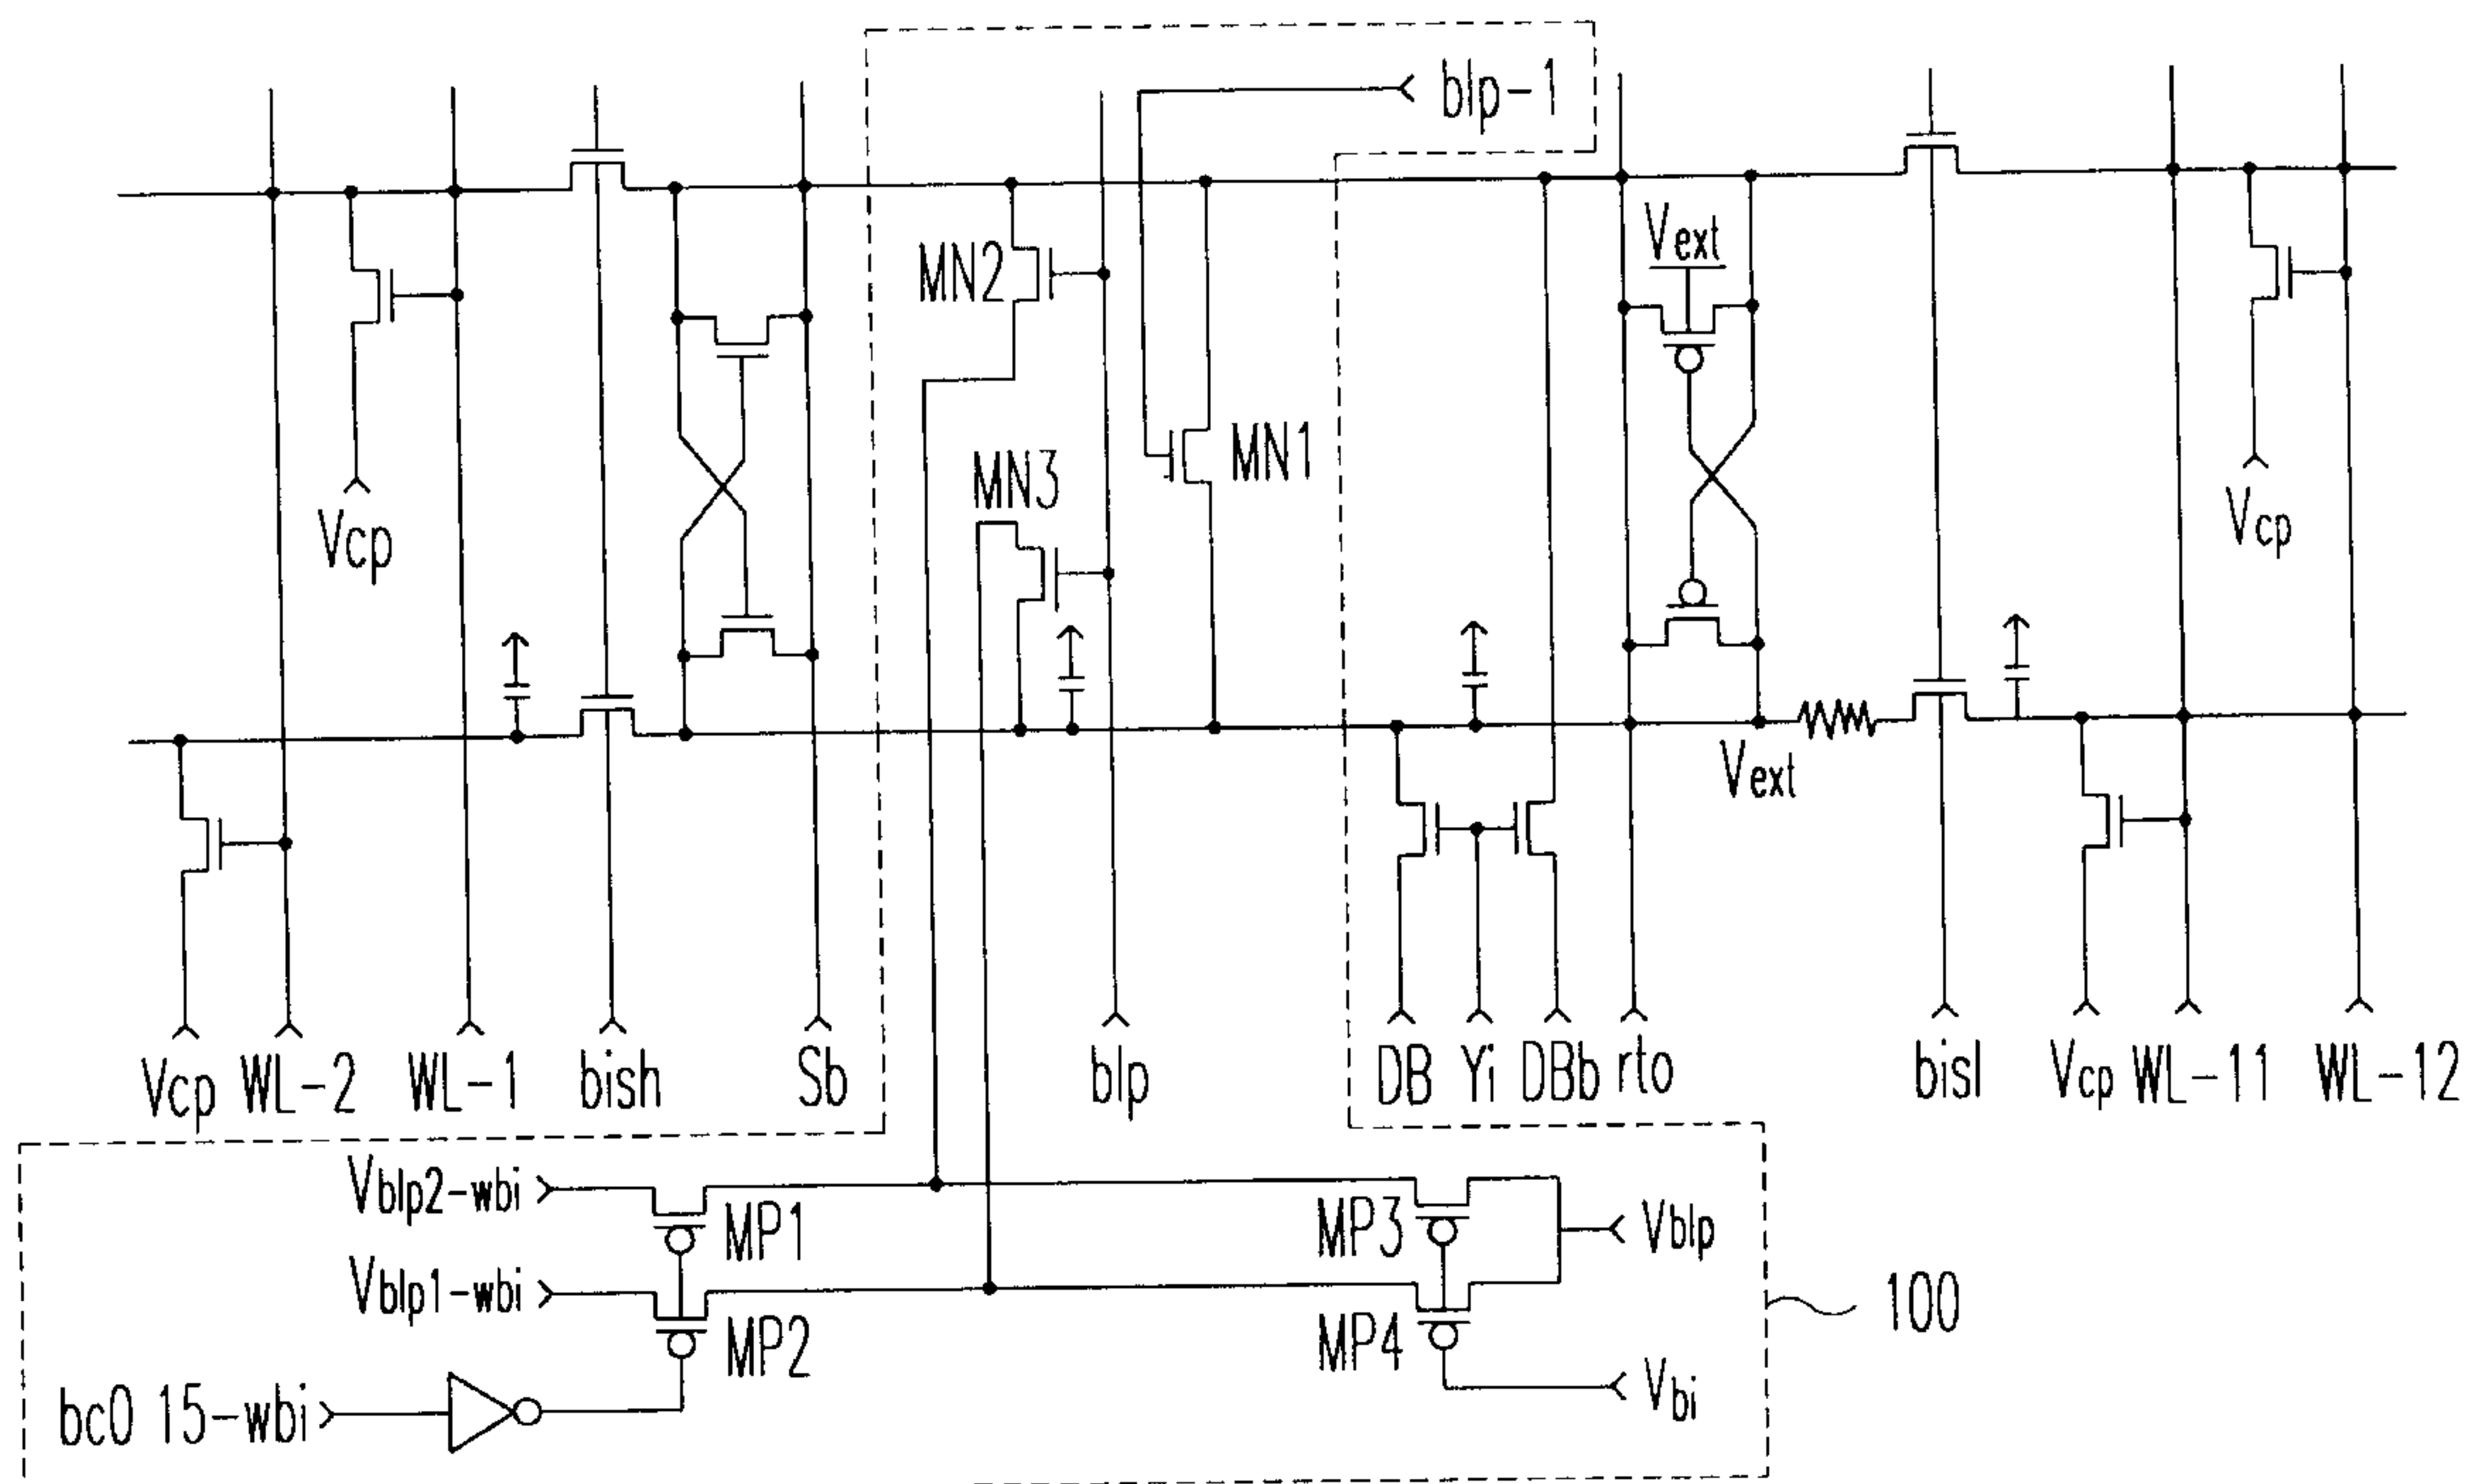 blp-1
Vext
MN2
MN1
MN3
Vcp
Vcp
Vext
Vcp WL-2 WL-1 bish Sb blp DB Yi DBb rto bisl Vcp WL-11 WL-12
Vblp2-wbi
MP1
MP3
Vblp
Vblp1-wbi
MP2
MP4
100
Vbi
bc0 15-wbi